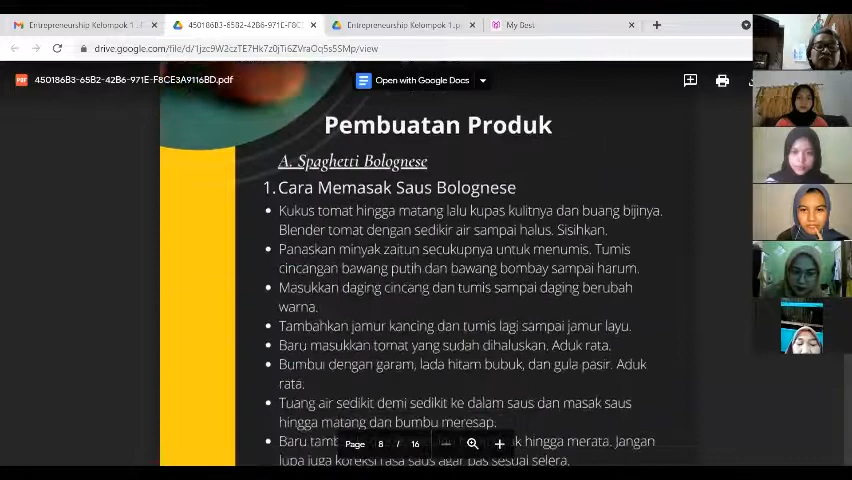 Entrepreneurship Kelompok 1 .
450186B3-65B2-42B6-971E-F8C
Entrepreneurship Kelompok 1..p
My Best
drive.google.com/file/d/1jzc9W2czTE7Hk7z0jTi6ZVraOq5s5SMp/view
PDF
450186B3-65B2-42B6-971E-F8CE3A9116BD.pdf
Open with Google Docs
Pembuatan Produk
A. Spaghetti Bolognese
1. Cara Memasak Saus Bolognese
Kukus tomat hingga matang lalu kupas kulitnya dan buang bijinya.
Blender tomat dengan sedikir air sampai halus. Sisihkan.
Panaskan minyak zaitun secukupnya untuk menumis. Tumis
cincangan bawang putih dan bawang bombay sampai harum.
Masukkan daging cincang dan tumis sampai daging berubah
warna.
Tambahkan jamur kancing dan tumis lagi sampai jamur layu.
Baru masukkan tomat yang sudah dihaluskan. Aduk rata.
Bumbui dengan garam, lada hitam bubuk, dan gula pasir. Aduk
rata.
Tuang air sedikit demi sedikit ke dalam saus dan masak saus
hingga matang dan bumbu meresap.
Baru hingga merata. Jangan
lupa juga koreksi rasa saus agar pas sesuai selera.
Page 8 / 16